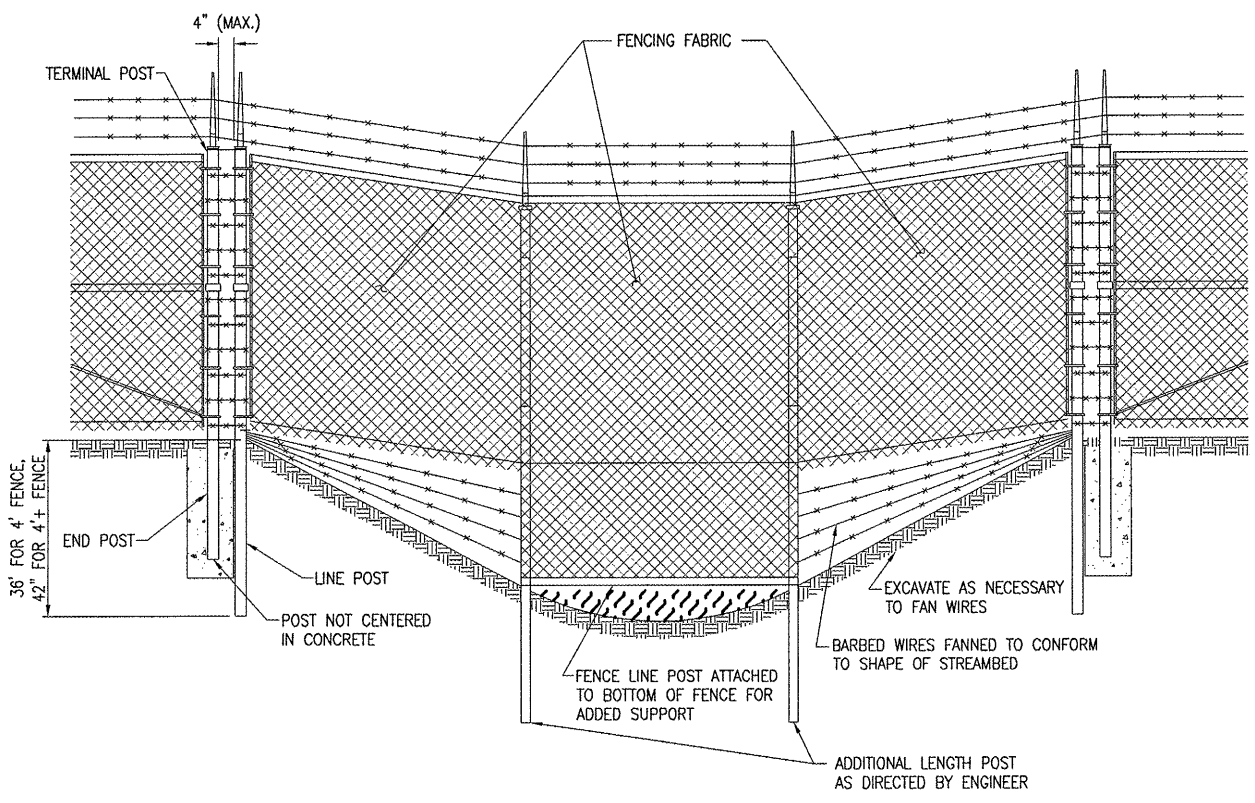 4" (MAX.)
FENCING FABRIC
TERMINAL POST
36' FOR 4' FENCE,
42" FOR 4'+ FENCE
END POST
LINE POST
POST NOT CENTERED
IN CONCRETE
EXCAVATE AS NECESSARY
TO FAN WIRES
BARBED WIRES FANNED TO CONFORM
TO SHAPE OF STREAMBED
FENCE LINE POST ATTACHED
TO BOTTOM OF FENCE FOR
ADDED SUPPORT
ADDITIONAL LENGTH POST
AS DIRECTED BY ENGINEER